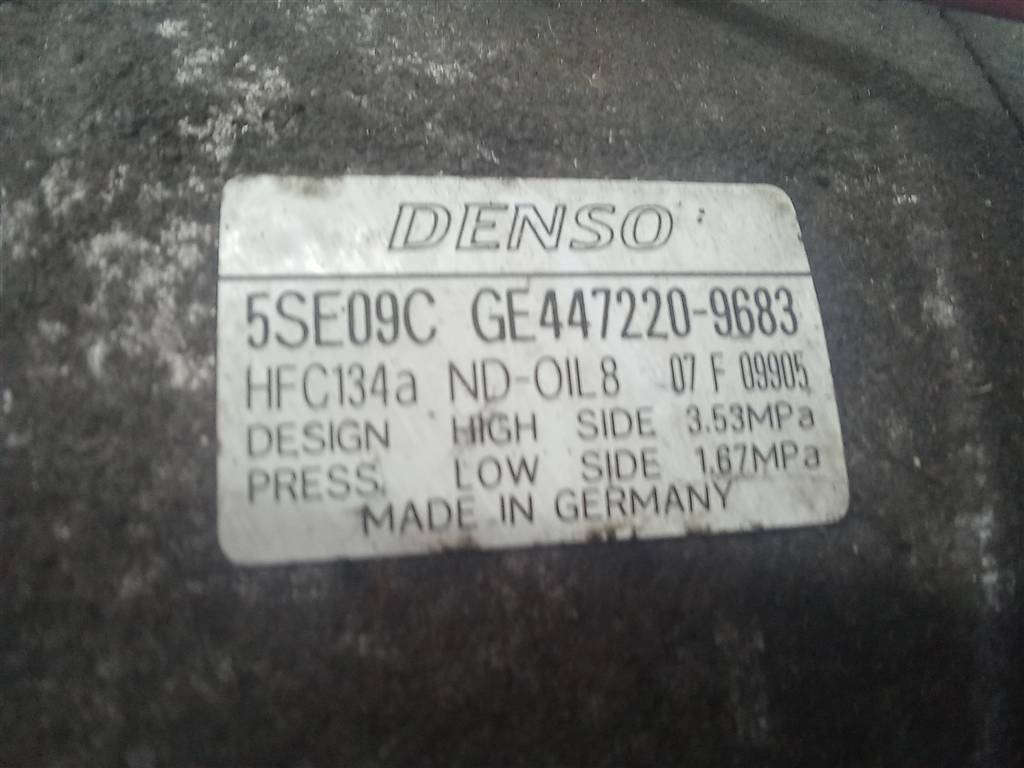 DENSO
5SE09C GE447220-9683
HFC134a ND-OIL8 07 F 09905
DESIGN HIGH SIDE 3.53MPa
PRESS. LOW SIDE 1.67MPa
MADE IN GERMANY